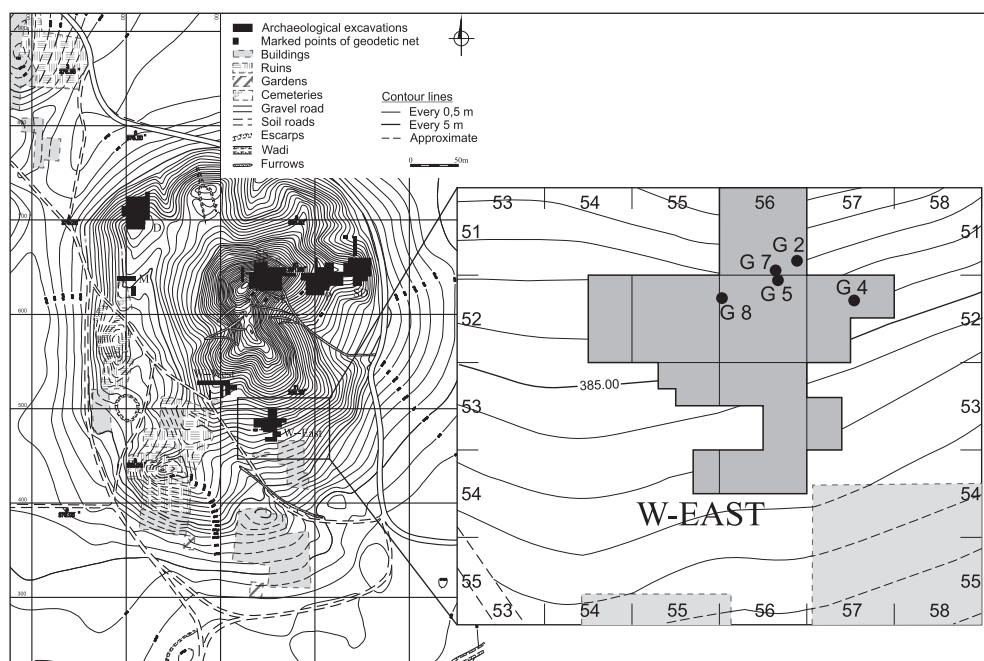 Archaeological excavations
Marked points of geodetic net
Buildings
Ruins
Gardens
Cemeteries
Gravel road
Soil roads
Escarps
Wadi
Furrows
Contour lines
Every 0,5 m
Every 5 m
Approximate
0 50m
700
600
500
400
300
D
M
W-East
53 54 55 56 57 58
51 51
G 2
G 7
G 5
G 4
G 8
52 52
385.00
53 53
54 54
W-EAST
55 55
53 54 55 56 57 58